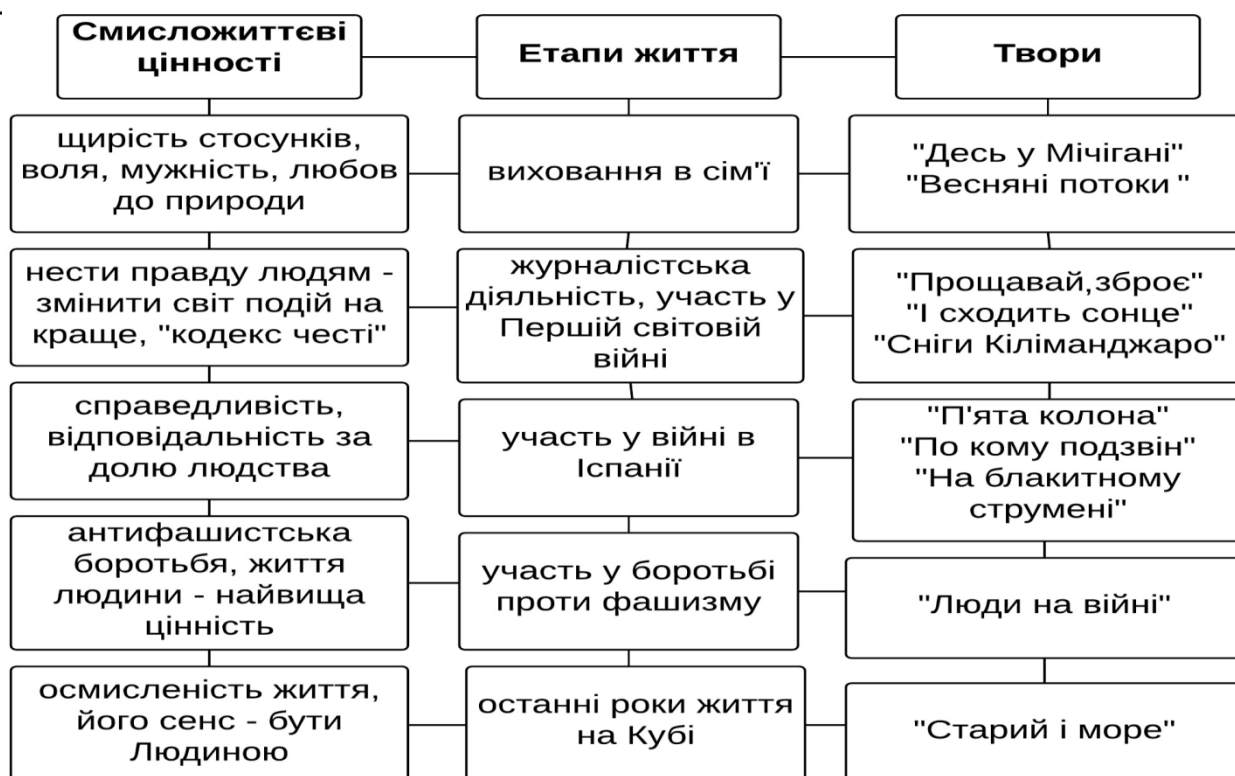 Смисложиттєві
цінності
Етапи життя
Твори
щирість стосунків,
воля, мужність, любов
до природи
виховання в сім'ї
"Десь у Мічігані"
"Весняні потоки "
нести правду людям -
змінити світ подій на
краще, "кодекс честі"
журналістська
діяльність, участь у
Першій світовій
війні
"Прощавай,зброє"
"І сходить сонце"
"Сніги Кіліманджаро"
справедливість,
відповідальність за
долю людства
участь у війні в
Іспанії
"П'ята колона"
"По кому подзвін"
"На блакитному
струмені"
антифашистська
боротьбя, життя
людини - найвища
цінність
участь у боротьбі
проти фашизму
"Люди на війні"
осмисленість життя,
його сенс - бути
Людиною
останні роки життя
на Кубі
"Старий і море"